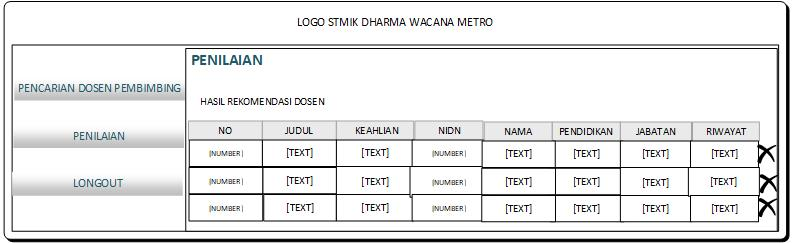 LOGO STMIK DHARMA WACANA METRO
PENCARIAN DOSEN PEMBIMBING
PENILAIAN
LONGOUT
PENILAIAN
HASIL REKOMENDASI DOSEN
NO JUDUL KEAHLIAN NIDN NAMA PENDIDIKAN JABATAN RIWAYAT
[NUMBER] [TEXT] [TEXT] [NUMBER] [TEXT] [TEXT] [TEXT] [TEXT]
[NUMBER] [TEXT] [TEXT] [NUMBER] [TEXT] [TEXT] [TEXT] [TEXT]
[NUMBER] [TEXT] [TEXT] [NUMBER] [TEXT] [TEXT] [TEXT] [TEXT]